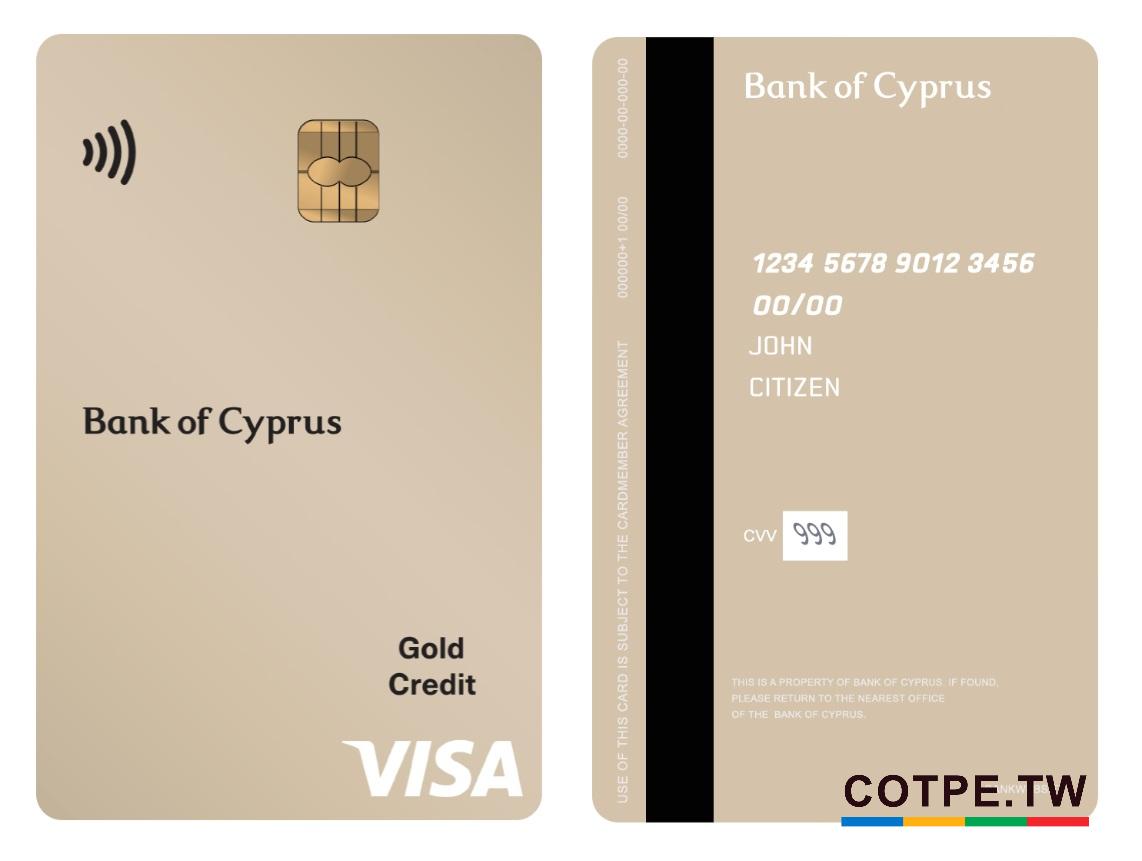 Bank of Cyprus
Gold
Credit
VISA
0000-00-000-00
000000+1 00/00
USE OF THIS CARD IS SUBJECT TO THE CARDMEMBER AGREEMENT
Bank of Cyprus
1234 5678 9012 3456
00/00
JOHN
CITIZEN
CVV 999
THIS IS A PROPERTY OF BANK OF CYPRUS. IF FOUND,
PLEASE RETURN TO THE NEAREST OFFICE
OF THE BANK OF CYPRUS.
COTPE.TW